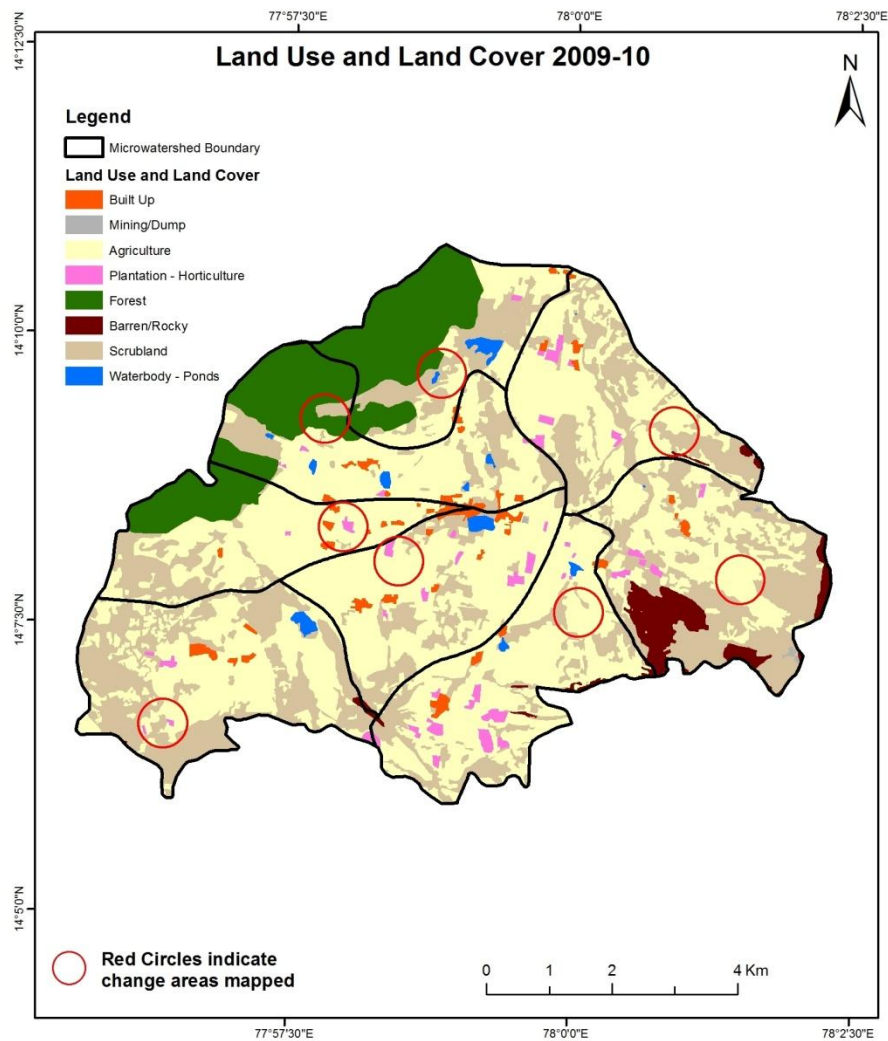 77°57'30"E 78°0'0"E 78°2'30"E
14°12'30"N
Land Use and Land Cover 2009-10
N
Legend
Microwatershed Boundary
Land Use and Land Cover
Built Up
Mining/Dump
Agriculture
Plantation - Horticulture
Forest
Barren/Rocky
Scrubland
Waterbody - Ponds
14°10'0"N
14°7'30"N
14°5'0"N
Red Circles indicate
change areas mapped
0 1 2 4 Km
77°57'30"E 78°0'0"E 78°2'30"E